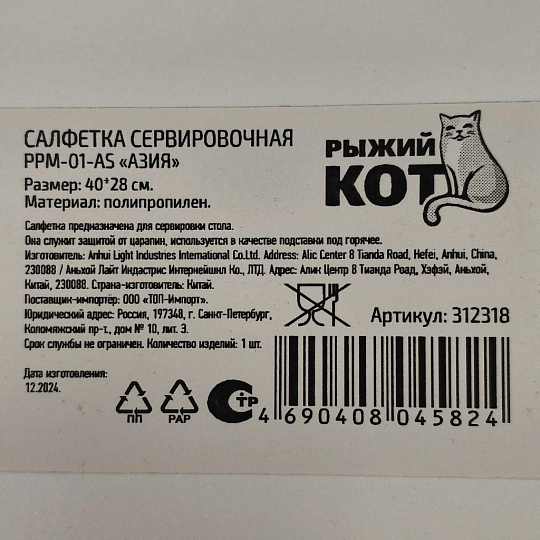 САЛФЕТКА СЕРВИРОВОЧНАЯ
PPM-01-AS «АЗИЯ»
Размер: 40*28 см.
Материал: полипропилен.
РЫЖИЙ
КОТ
Салфетка предназначена для сервировки стола.
Она служит защитой от царапин, используется в качестве подставки под горячее.
Изготовитель: Anhui Light Industries International Co.Ltd. Address: Alic Center 8 Tianda Road, Hefei, Anhui, China,
230088 / Аньхой Лайт Индастрис Интернейшнл Ко., ЛТД. Адрес: Алик Центр 8 Тианда Роад, Хэфэй, Аньхой,
Китай, 230088. Страна-изготовитель: Китай.
Поставщик-импортёр: ООО «ТОП-Импорт».
Юридический адрес: Россия, 197348, г. Санкт-Петербург,
Коломяжский пр-т., дом № 10, лит. З.
Срок службы не ограничен. Количество изделий: 1 шт.
Артикул: 312318
Дата изготовления:
12.2024.
ПП
PAP
СТР
4 690408 045824